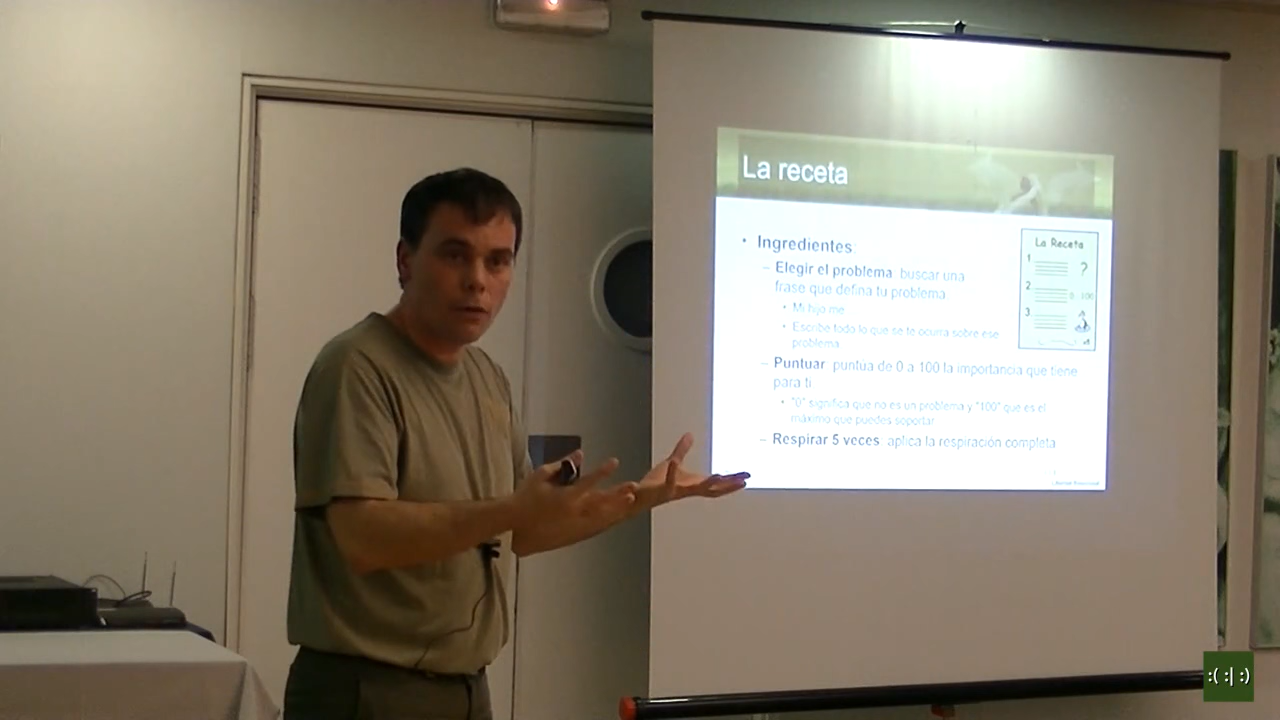 La receta
• Ingredientes:
– Elegir el problema buscar una
frase que defina tu problema
• Mi hijo me
• Escribe todo lo que se te ocurra sobre ese
problema
– Puntuar puntúa de 0 a 100 la importancia que tiene
para ti
• "0" significa que no es un problema y "100" que es el
máximo que puedes soportar
– Respirar 5 veces aplica la respiración completa
La Receta
1
?
2
0-100
3.
:( :| :)